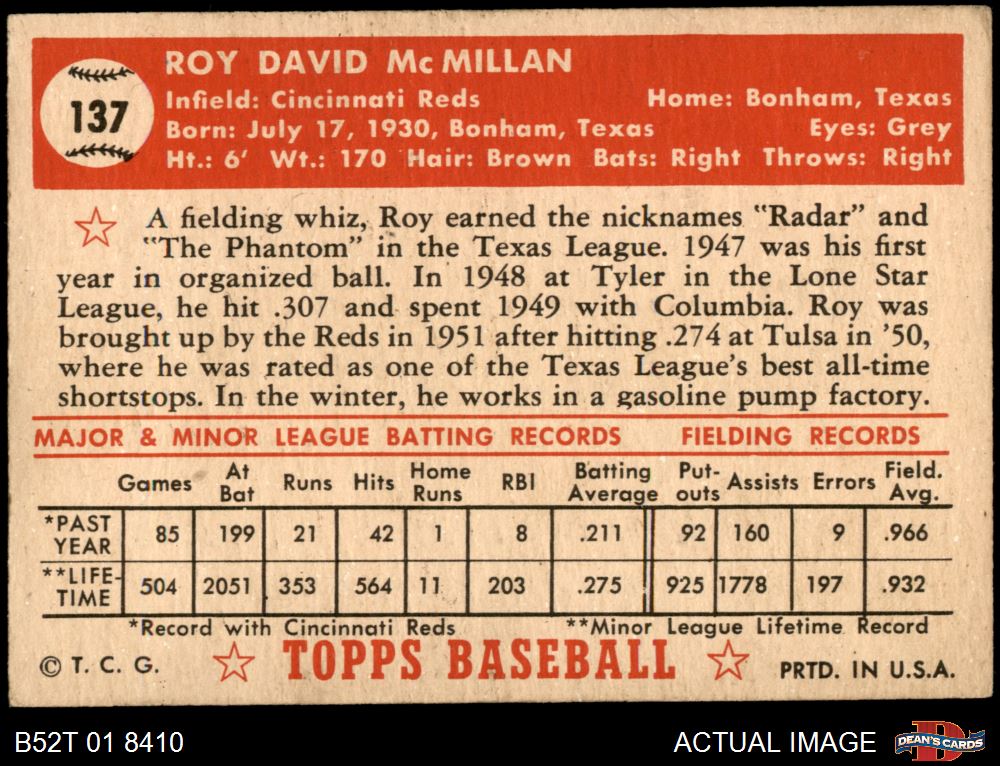 137
ROY DAVID McMILLAN
Infield: Cincinnati Reds Home: Bonham, Texas
Born: July 17, 1930, Bonham, Texas Eyes: Grey
Ht.: 6' Wt.: 170 Hair: Brown Bats: Right Throws: Right
A fielding whiz, Roy earned the nicknames "Radar" and
"The Phantom" in the Texas League. 1947 was his first
year in organized ball. In 1948 at Tyler in the Lone Star
League, he hit .307 and spent 1949 with Columbia. Roy was
brought up by the Reds in 1951 after hitting .274 at Tulsa in '50,
where he was rated as one of the Texas League's best all-time
shortstops. In the winter, he works in a gasoline pump factory.
MAJOR & MINOR LEAGUE BATTING RECORDS FIELDING RECORDS
Games At Bat Runs Hits Home Runs RBI Batting Average Put-outs Assists Errors Field. Avg.
*PAST YEAR 85 199 21 42 1 8 .211 92 160 9 .966
**LIFE-TIME 504 2051 353 564 11 203 .275 925 1778 197 .932
*Record with Cincinnati Reds **Minor League Lifetime Record
© T. C. G. TOPPS BASEBALL PRTD. IN U.S.A.
B52T 01 8410 ACTUAL IMAGE DEAN'S CARDS